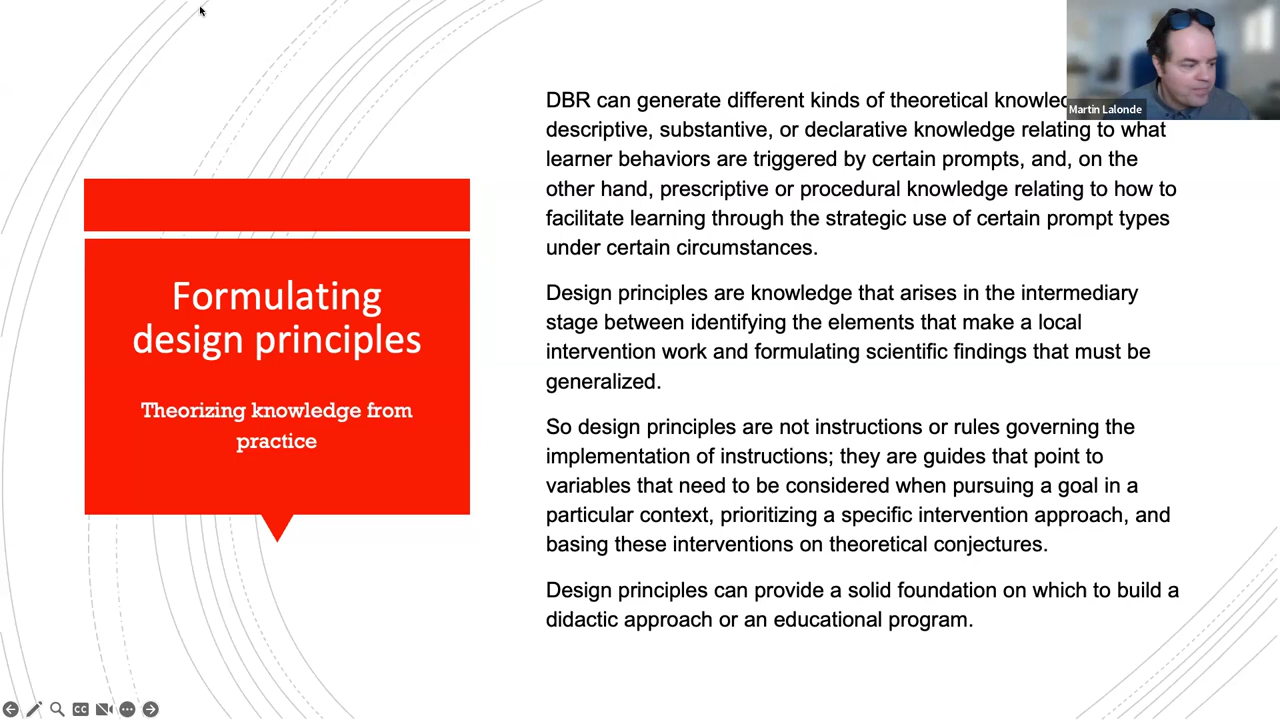 Formulating
design principles
Theorizing knowledge from
practice
DBR can generate different kinds of theoretical
descriptive, substantive, or declarative knowledge relating to what
learner behaviors are triggered by certain prompts, and, on the
other hand, prescriptive or procedural knowledge relating to how to
facilitate learning through the strategic use of certain prompt types
under certain circumstances.
Design principles are knowledge that arises in the intermediary
stage between identifying the elements that make a local
intervention work and formulating scientific findings that must be
generalized.
So design principles are not instructions or rules governing the
implementation of instructions; they are guides that point to
variables that need to be considered when pursuing a goal in a
particular context, prioritizing a specific intervention approach, and
basing these interventions on theoretical conjectures.
Design principles can provide a solid foundation on which to build a
didactic approach or an educational program.
Martin Lalonde
CC